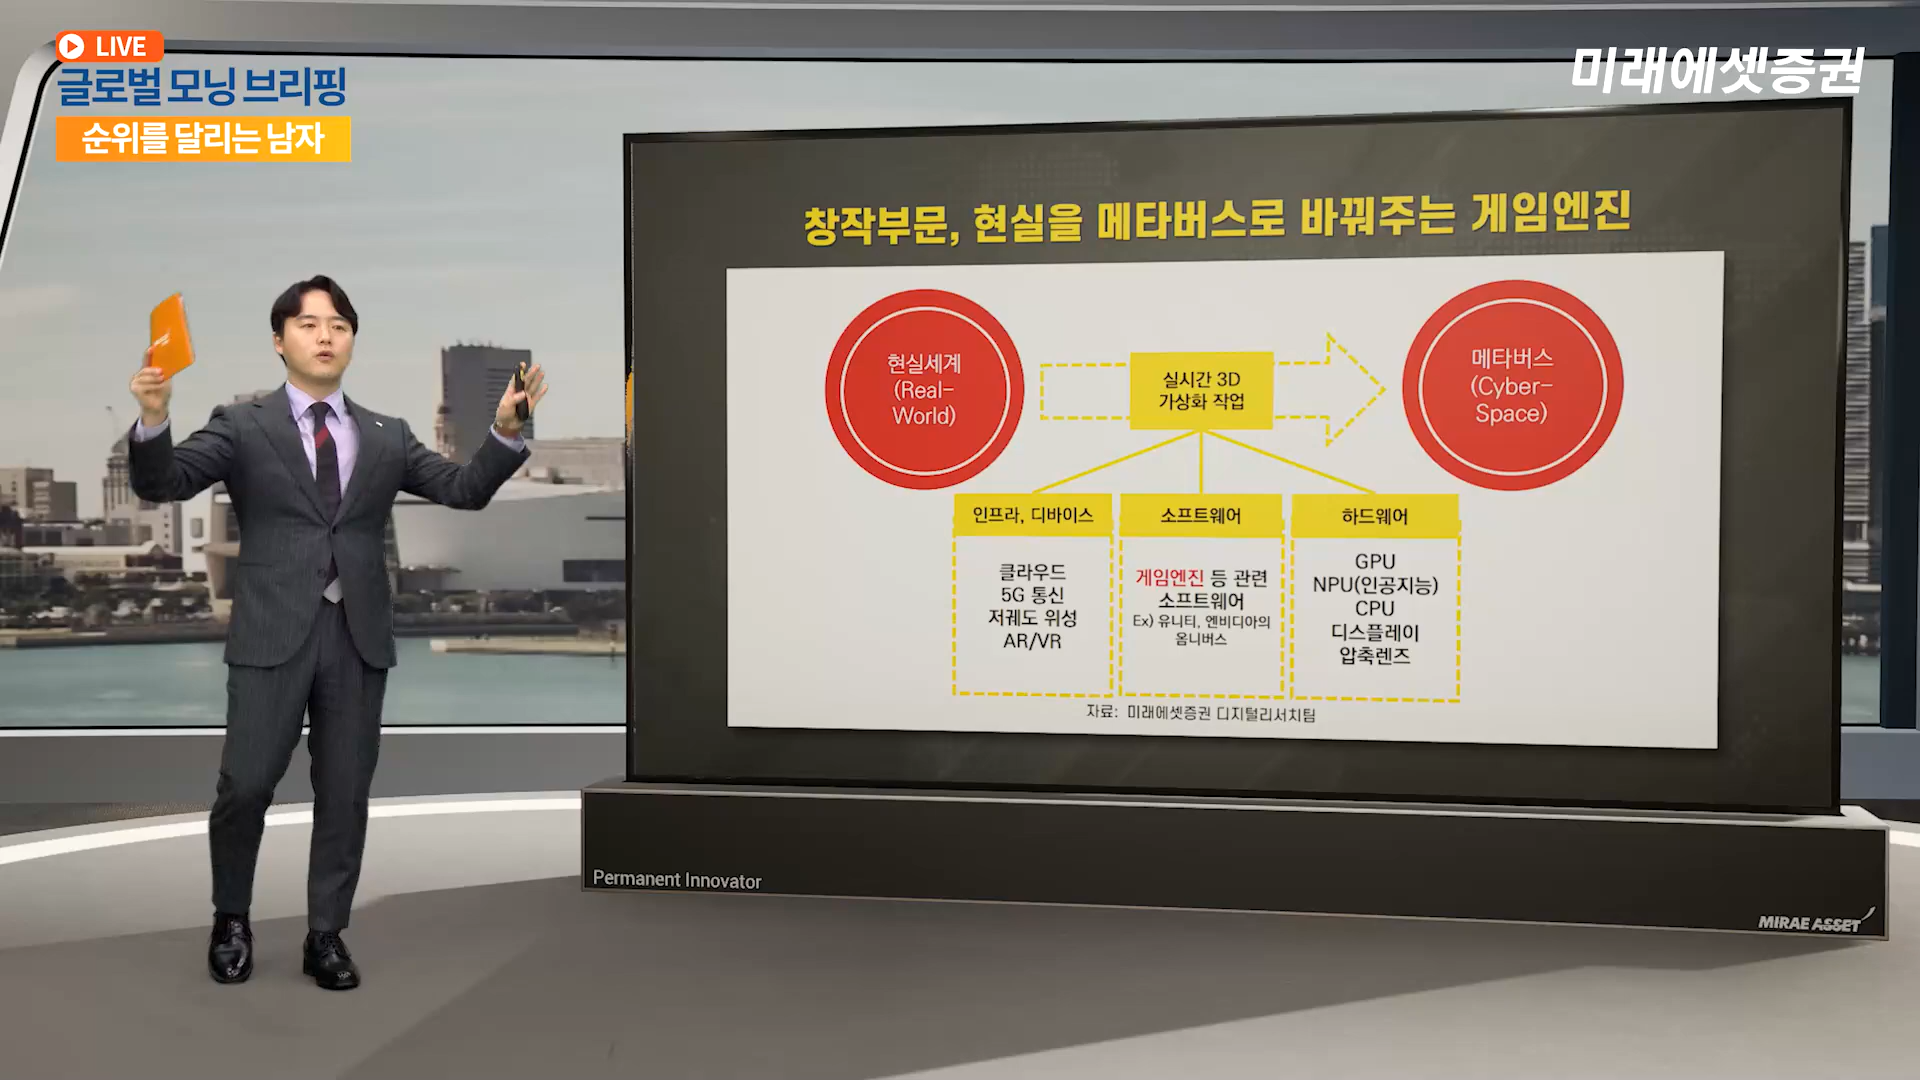 LIVE
글로벌 모닝 브리핑
순위를 달리는 남자
미래에셋증권
창작부문, 현실을 메타버스로 바꿔주는 게임엔진
현실세계
(Real-
World)
실시간 3D
가상화 작업
메타버스
(Cyber-
Space)
인프라, 디바이스
클라우드
5G 통신
저궤도 위성
AR/VR
소프트웨어
게임엔진 등 관련
소프트웨어
Ex) 유니티, 엔비디아의
옴니버스
하드웨어
GPU
NPU(인공지능)
CPU
디스플레이
압축렌즈
자료: 미래에셋증권 디지털리서치팀
Permanent Innovator
MIRAE ASSET